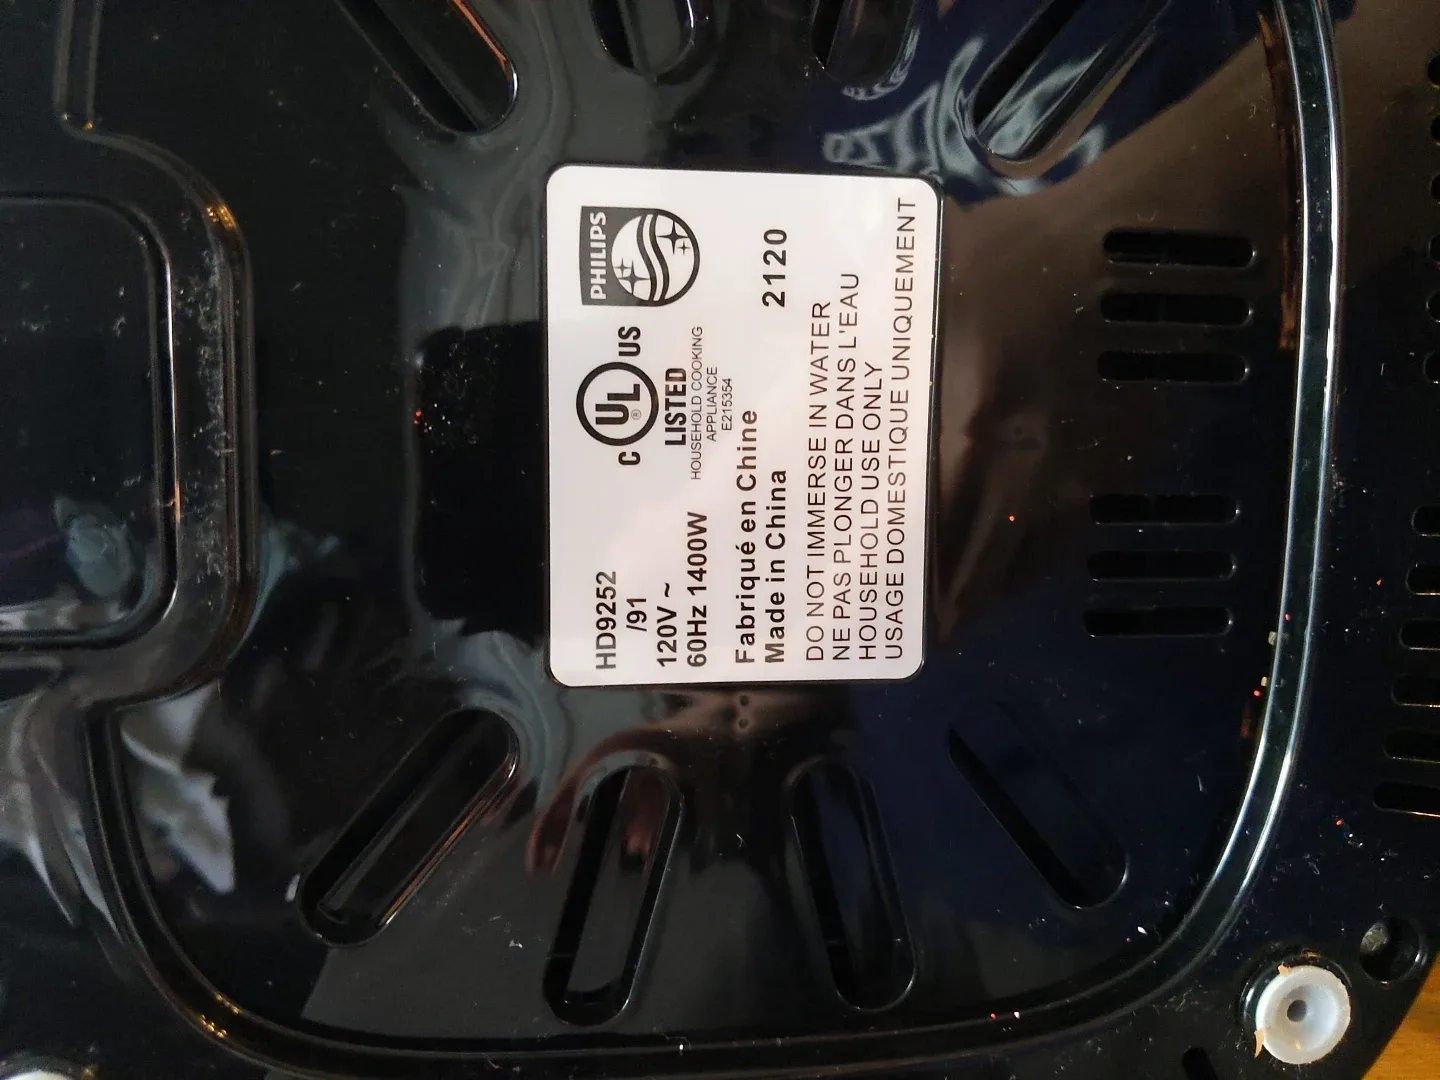 HD9252
/91
120V ~
60Hz 1400W
C UL ® US
LISTED
HOUSEHOLD COOKING
APPLIANCE
E215354
PHILIPS
Fabriqué en Chine
Made in China
2120
DO NOT IMMERSE IN WATER
NE PAS PLONGER DANS L'EAU
HOUSEHOLD USE ONLY
USAGE DOMESTIQUE UNIQUEMENT